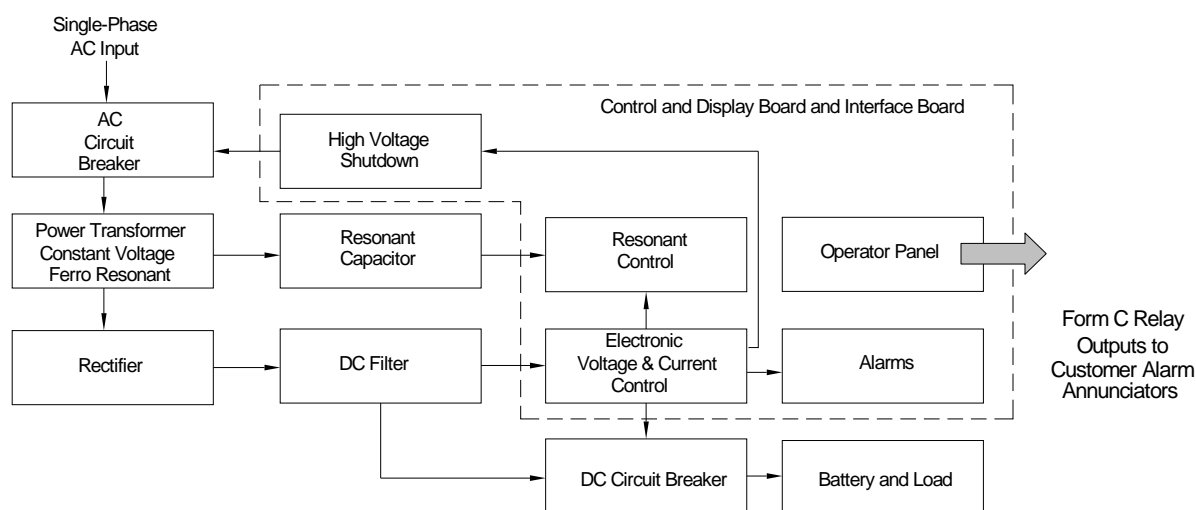 Single-Phase
AC Input
Control and Display Board and Interface Board
AC
Circuit
Breaker
High Voltage
Shutdown
Power Transformer
Constant Voltage
Ferro Resonant
Resonant
Capacitor
Resonant
Control
Operator Panel
Form C Relay
Outputs to
Customer Alarm
Annunciators
Rectifier
DC Filter
Electronic
Voltage & Current
Control
Alarms
DC Circuit Breaker
Battery and Load